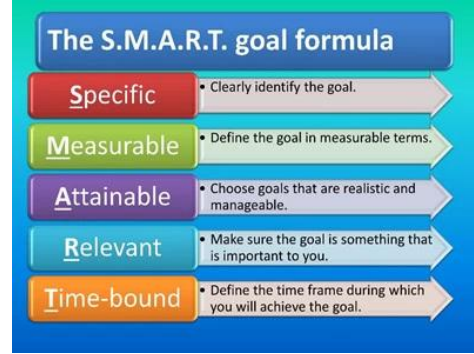 The S.M.A.R.T. goal formula
Specific
• Clearly identify the goal.
Measurable
• Define the goal in measurable terms.
Attainable
• Choose goals that are realistic and
manageable.
Relevant
• Make sure the goal is something that
is important to you.
Time-bound
• Define the time frame during which
you will achieve the goal.